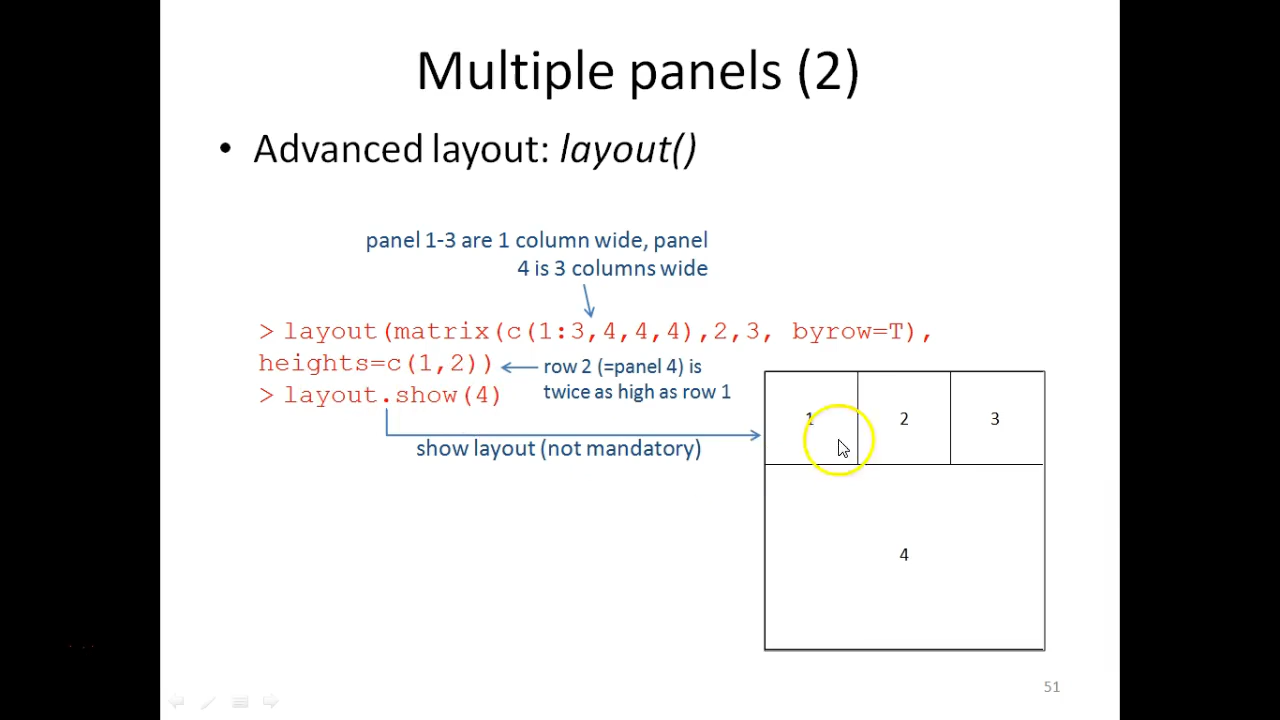 Multiple panels (2)
• Advanced layout: layout()
panel 1-3 are 1 column wide, panel
4 is 3 columns wide
> layout(matrix(c(1:3,4,4,4),2,3, byrow=T),
heights=c(1,2))
row 2 (=panel 4) is
twice as high as row 1
> layout.show(4)
show layout (not mandatory)
1 2 3
4
51